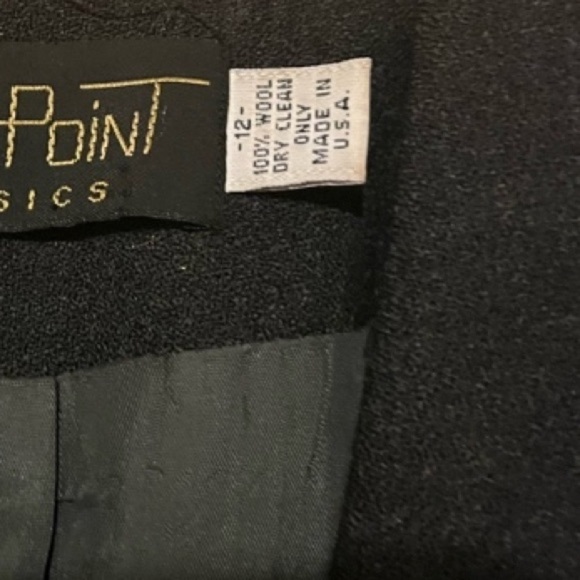 Point
SICS
-12-
100% WOOL
DRY CLEAN
ONLY
MADE IN
U.S.A.